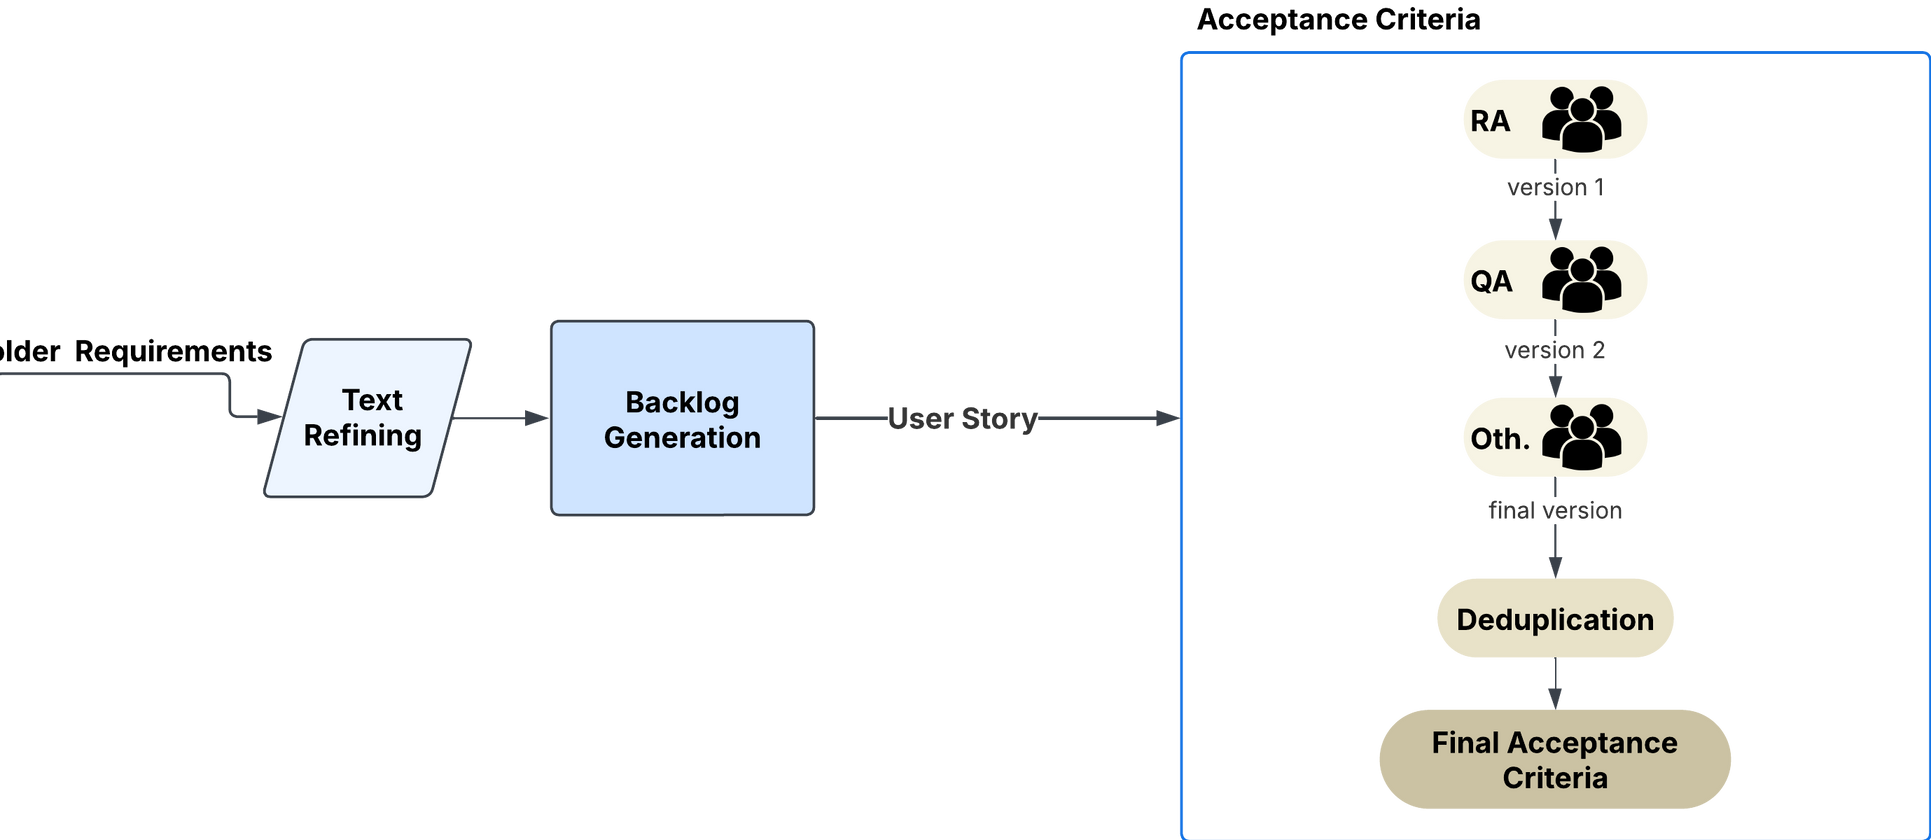 Acceptance Criteria
RA
version 1
QA
version 2
older Requirements
Text
Refining
Backlog
Generation
User Story
Oth.
final version
Deduplication
Final Acceptance
Criteria